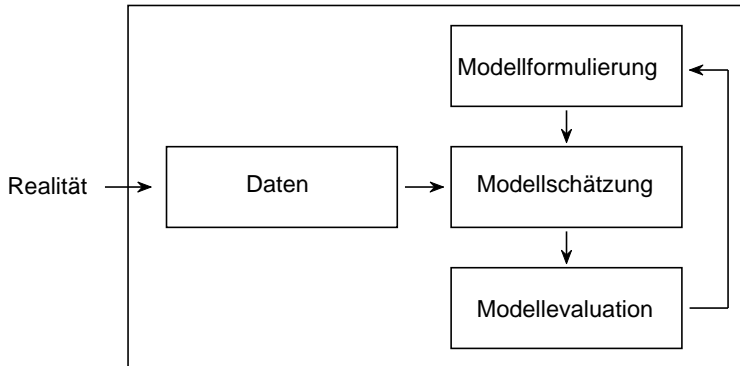 Modellformulierung
Realität
Daten
Modellschätzung
Modellevaluation